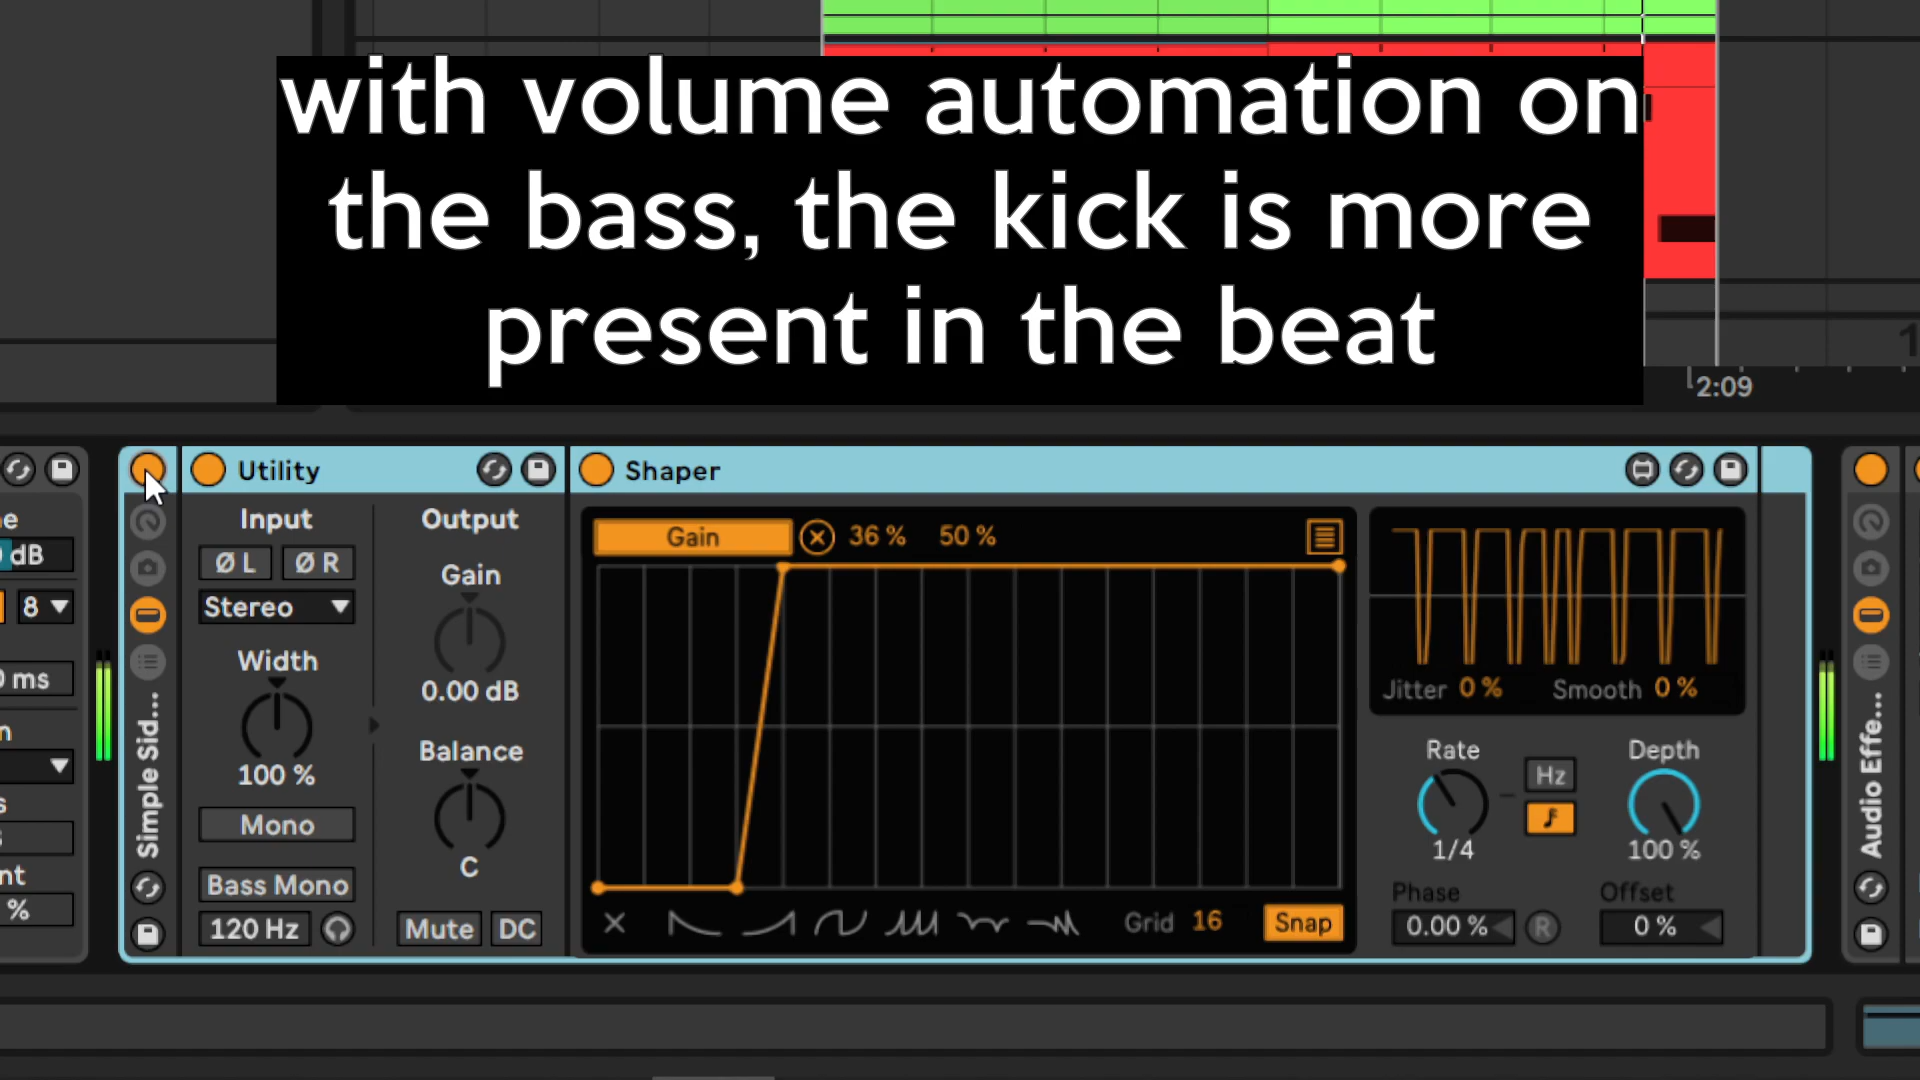 with volume automation on
the bass, the kick is more
present in the beat
2:09
Utility
Shaper
Input
Output
Ø L
Ø R
Stereo
Gain
0.00 dB
Width
100 %
Balance
C
Mono
Bass Mono
120 Hz
Mute
DC
Gain
36 %
50 %
Grid
16
Snap
Jitter
0 %
Smooth
0 %
Rate
Hz
1/4
Depth
100 %
Phase
0.00 %
R
Offset
0 %
dB
8
ms
%
Simple Sid...
Audio Effe...